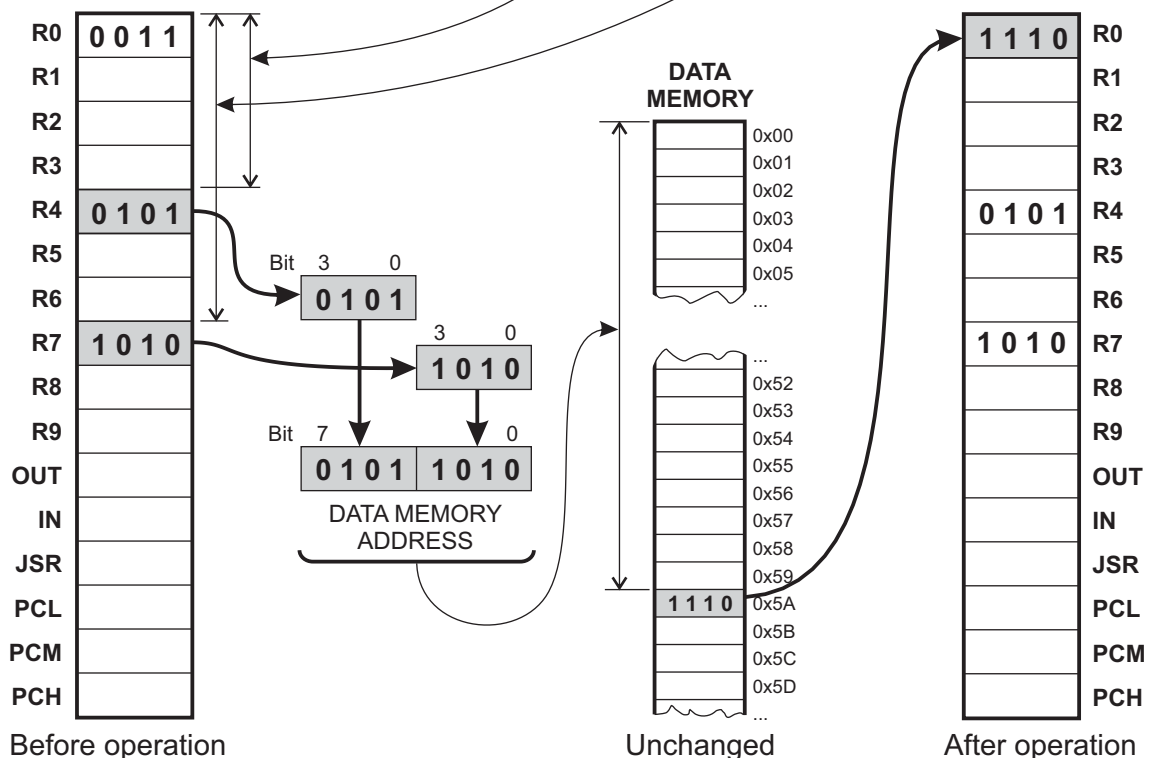 R0 0 0 1 1
R1
R2
R3
R4 0 1 0 1
R5
R6
R7 1 0 1 0
R8
R9
OUT
IN
JSR
PCL
PCM
PCH
Before operation
Bit 3 0
0 1 0 1
3 0
1 0 1 0
Bit 7 0
0 1 0 1 1 0 1 0
DATA MEMORY
ADDRESS
DATA
MEMORY
0x00
0x01
0x02
0x03
0x04
0x05
...
...
0x52
0x53
0x54
0x55
0x56
0x57
0x58
0x59
1 1 1 0 0x5A
0x5B
0x5C
0x5D
...
Unchanged
1 1 1 0 R0
R1
R2
R3
0 1 0 1 R4
R5
R6
1 0 1 0 R7
R8
R9
OUT
IN
JSR
PCL
PCM
PCH
After operation